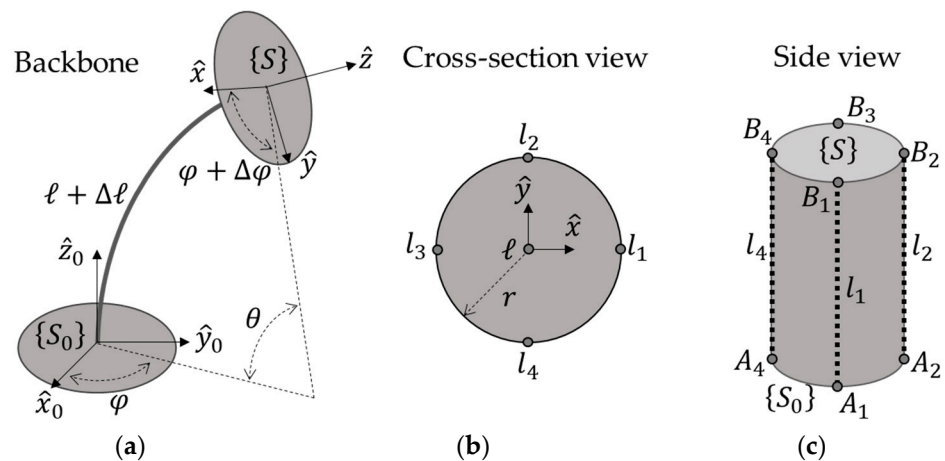 Backbone
{S}
x̂
ẑ
ŷ
φ + Δφ
ℓ + Δℓ
ẑ₀
{S₀}
ŷ₀
x̂₀
φ
θ
(a)
Cross-section view
l₂
ŷ
x̂
l₃
ℓ
l₁
r
l₄
(b)
Side view
B₃
B₄
{S}
B₂
B₁
l₄
l₁
l₂
A₄
A₂
{S₀}
A₁
(c)